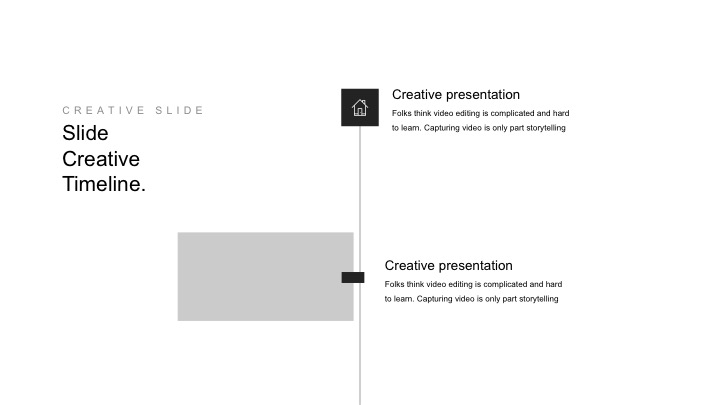 CREATIVE SLIDE
Slide
Creative
Timeline.
Creative presentation
Folks think video editing is complicated and hard
to learn. Capturing video is only part storytelling
Creative presentation
Folks think video editing is complicated and hard
to learn. Capturing video is only part storytelling